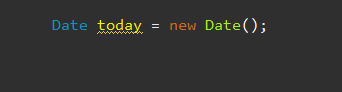 Date today = new Date();